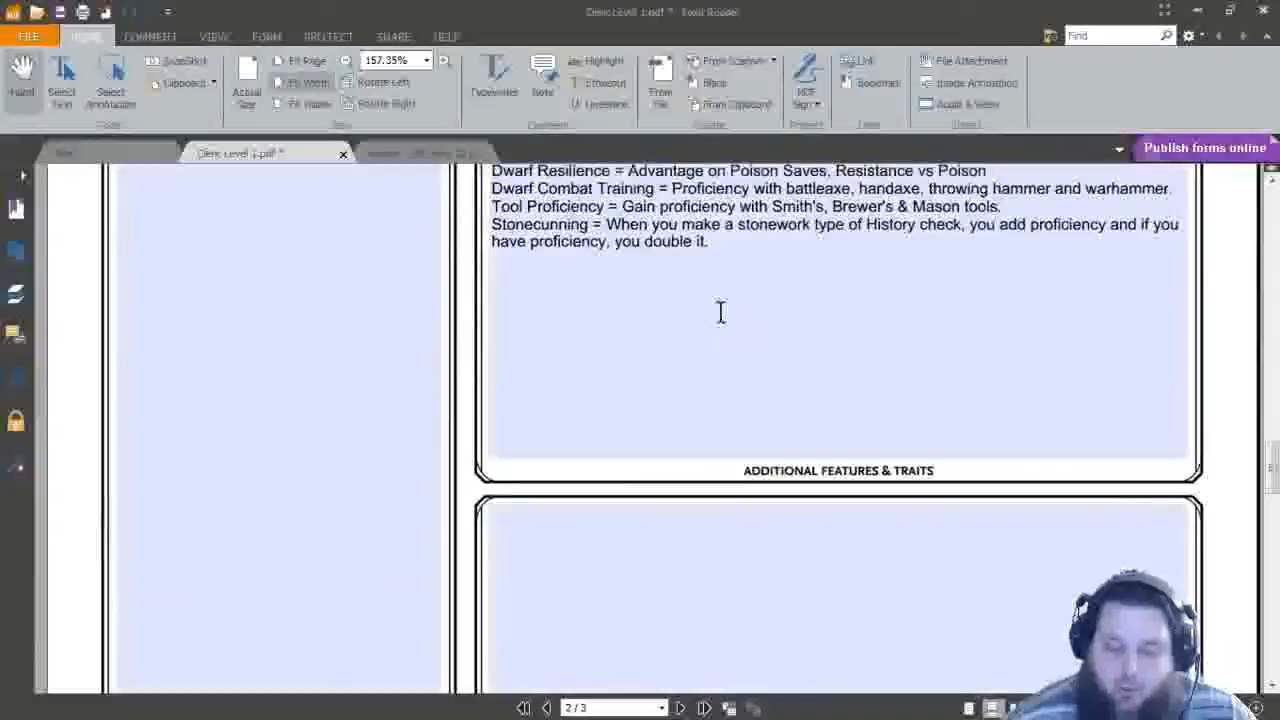 Cleric Level 1.pdf * - Foxit Reader
FILE HOME COMMENT VIEW FORM PROTECT SHARE HELP
Find
Hand
Select Text
Select Annotation
SnapShot
Clipboard
Actual Size
Fit Page
Fit Width
Fit Visible
157.35%
Rotate Left
Rotate Right
Typewriter
Note
Highlight
Strikeout
Underline
From File
From Scanner
Blank
From Clipboard
PDF Sign
Link
Bookmark
File Attachment
Image Annotation
Audio & Video
Cleric Level 1.pdf *
Publish forms online
Dwarf Resilience = Advantage on Poison Saves, Resistance vs Poison
Dwarf Combat Training = Proficiency with battleaxe, handaxe, throwing hammer and warhammer.
Tool Proficiency = Gain proficiency with Smith's, Brewer's & Mason tools.
Stonecunning = When you make a stonework type of History check, you add proficiency and if you
have proficiency, you double it.
ADDITIONAL FEATURES & TRAITS
2 / 3